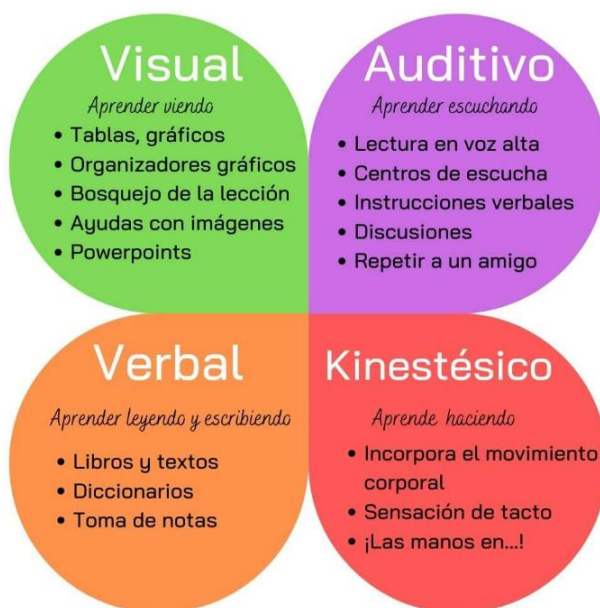 Visual
Aprender viendo
• Tablas, gráficos
• Organizadores gráficos
• Bosquejo de la lección
• Ayudas con imágenes
• Powerpoints
Auditivo
Aprender escuchando
• Lectura en voz alta
• Centros de escucha
• Instrucciones verbales
• Discusiones
• Repetir a un amigo
Verbal
Aprender leyendo y escribiendo
• Libros y textos
• Diccionarios
• Toma de notas
Kinestésico
Aprende haciendo
• Incorpora el movimiento
corporal
• Sensación de tacto
• ¡Las manos en...!